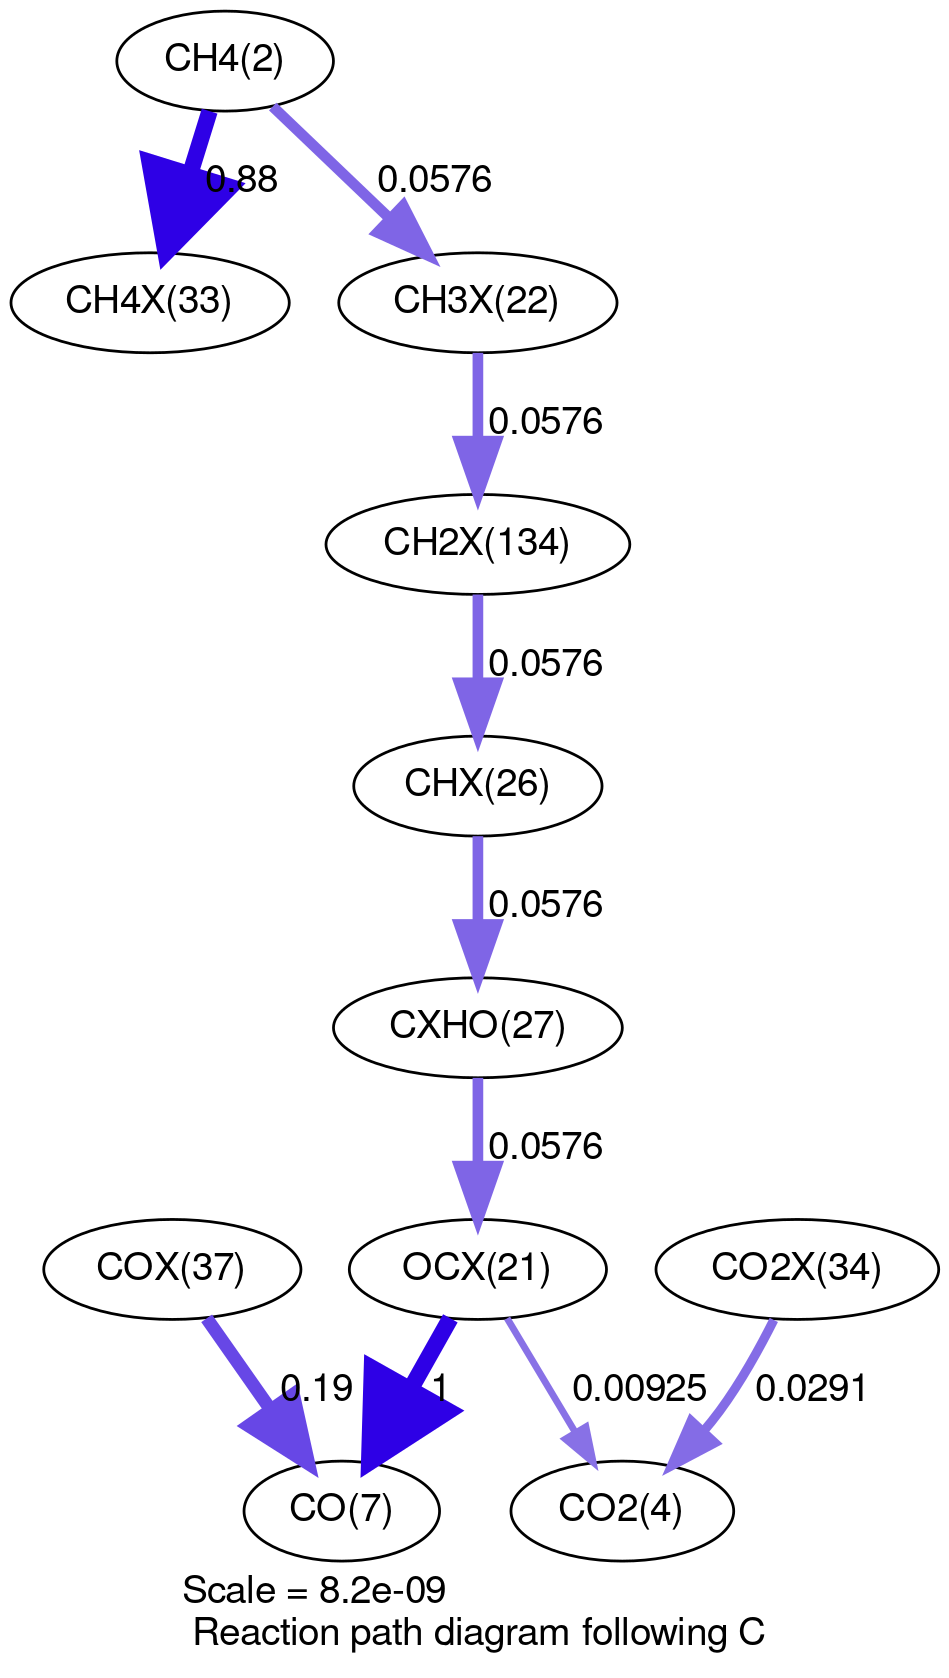 CH4(2)
0.88
0.0576
CH4X(33)
CH3X(22)
0.0576
CH2X(134)
0.0576
CHX(26)
0.0576
CXHO(27)
0.0576
COX(37)
OCX(21)
CO2X(34)
0.19
1
0.00925
0.0291
CO(7)
CO2(4)
Scale = 8.2e-09
Reaction path diagram following C